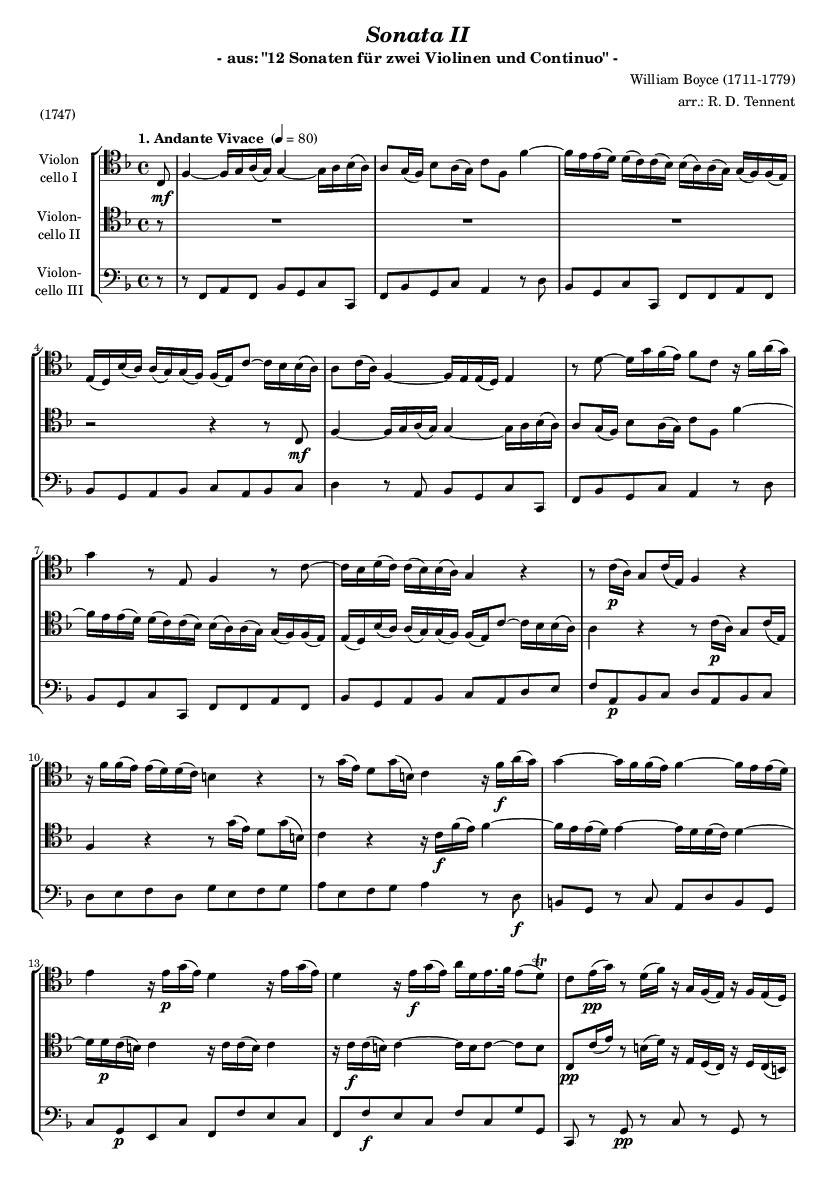 Sonata II
- aus: "12 Sonaten für zwei Violinen und Continuo" -
William Boyce (1711-1779)
arr.: R. D. Tennent
(1747)
1. Andante Vivace (♩ = 80)
Violon
cello I
mf
Violon-
cello II
Violon-
cello III
4
mf
7
p
p
p
10
f
f
f
13
p
f
tr
pp
p
f
pp
p
f
pp